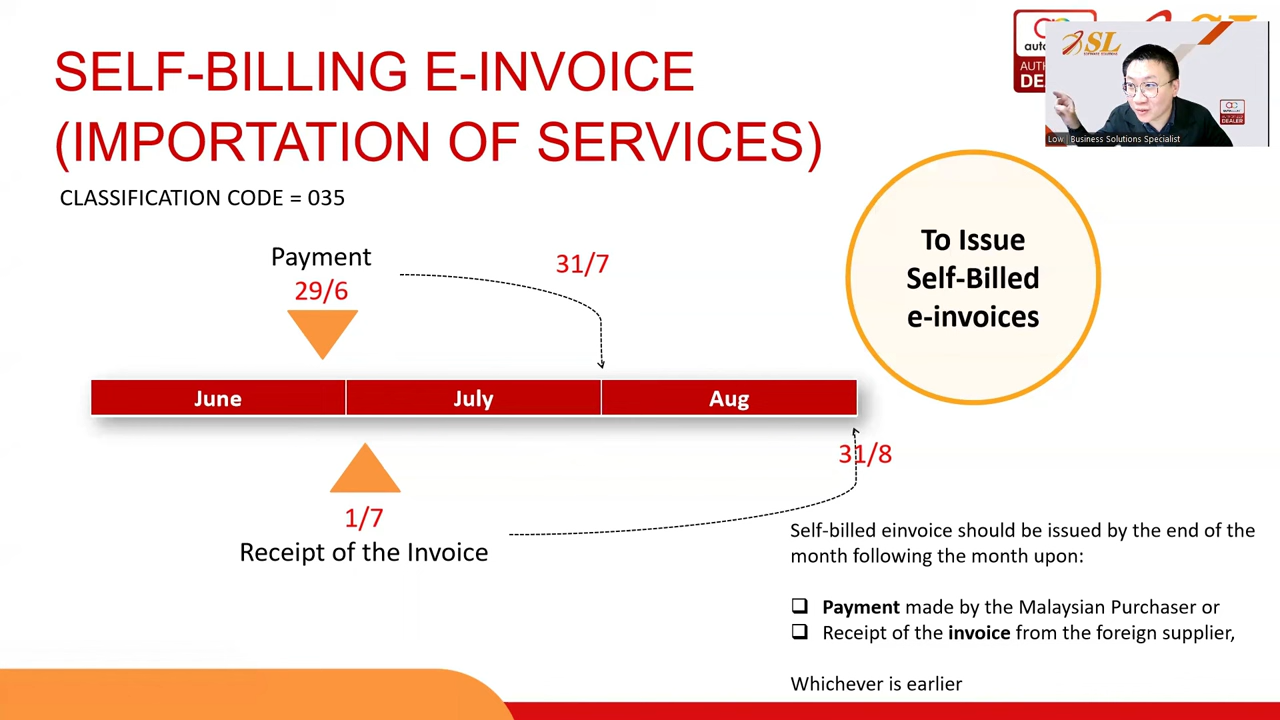 SELF-BILLING E-INVOICE
(IMPORTATION OF SERVICES)
CLASSIFICATION CODE = 035
SL
Low | Business Solutions Specialist
DEALER
Payment
29/6
31/7
To Issue
Self-Billed
e-invoices
June
July
Aug
31/8
1/7
Receipt of the Invoice
Self-billed einvoice should be issued by the end of the
month following the month upon:
❑ Payment made by the Malaysian Purchaser or
❑ Receipt of the invoice from the foreign supplier,
Whichever is earlier